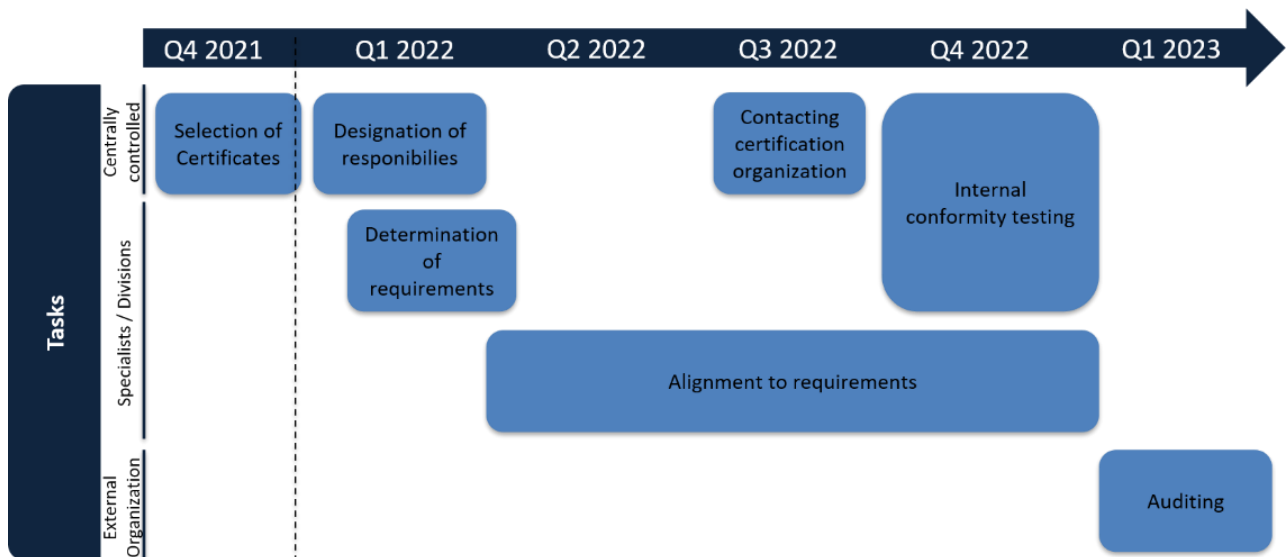 Q4 2021
Q1 2022
Q2 2022
Q3 2022
Q4 2022
Q1 2023
Tasks
Centrally
controlled
Selection of
Certificates
Designation of
responibilies
Contacting
certification
organization
Internal
conformity testing
Specialists / Divisions
Determination
of
requirements
Alignment to requirements
External
Organization
Auditing